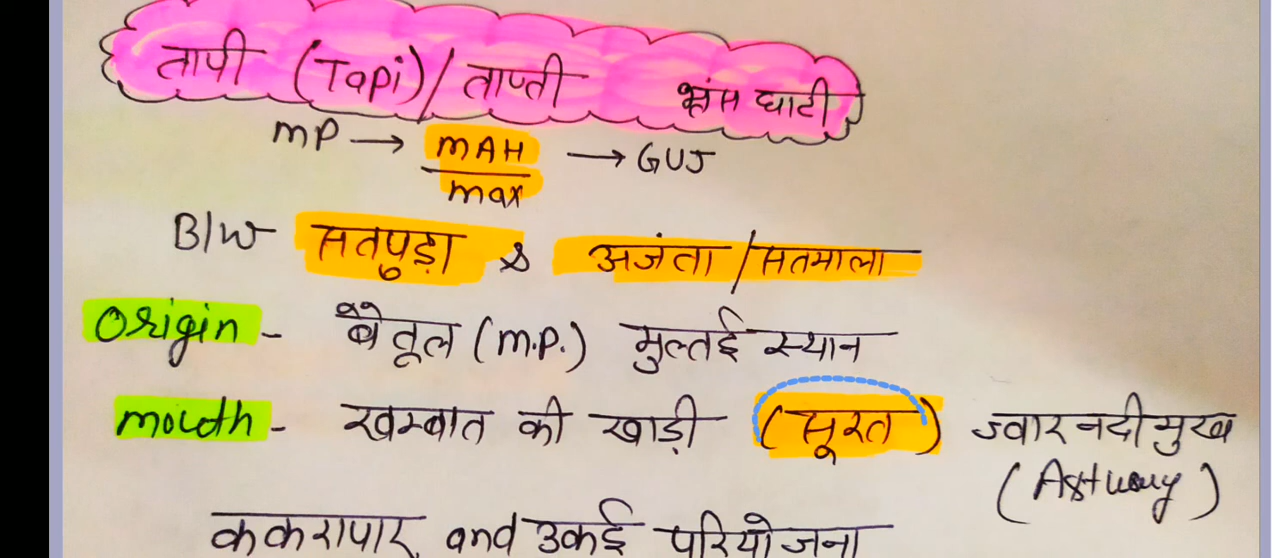 तापी (Tapi)/ताप्ती भ्रंस घाटी
MP → MAH → GUJ
max
B/W सतपुड़ा & अजंता/सतमाला
Origin - बैतूल (M.P.) मुल्तई स्थान
mouth - खम्बात की खाड़ी (सूरत) ज्वारनदीमुख
(Astuary)
ककरापार, and उकई परियोजना